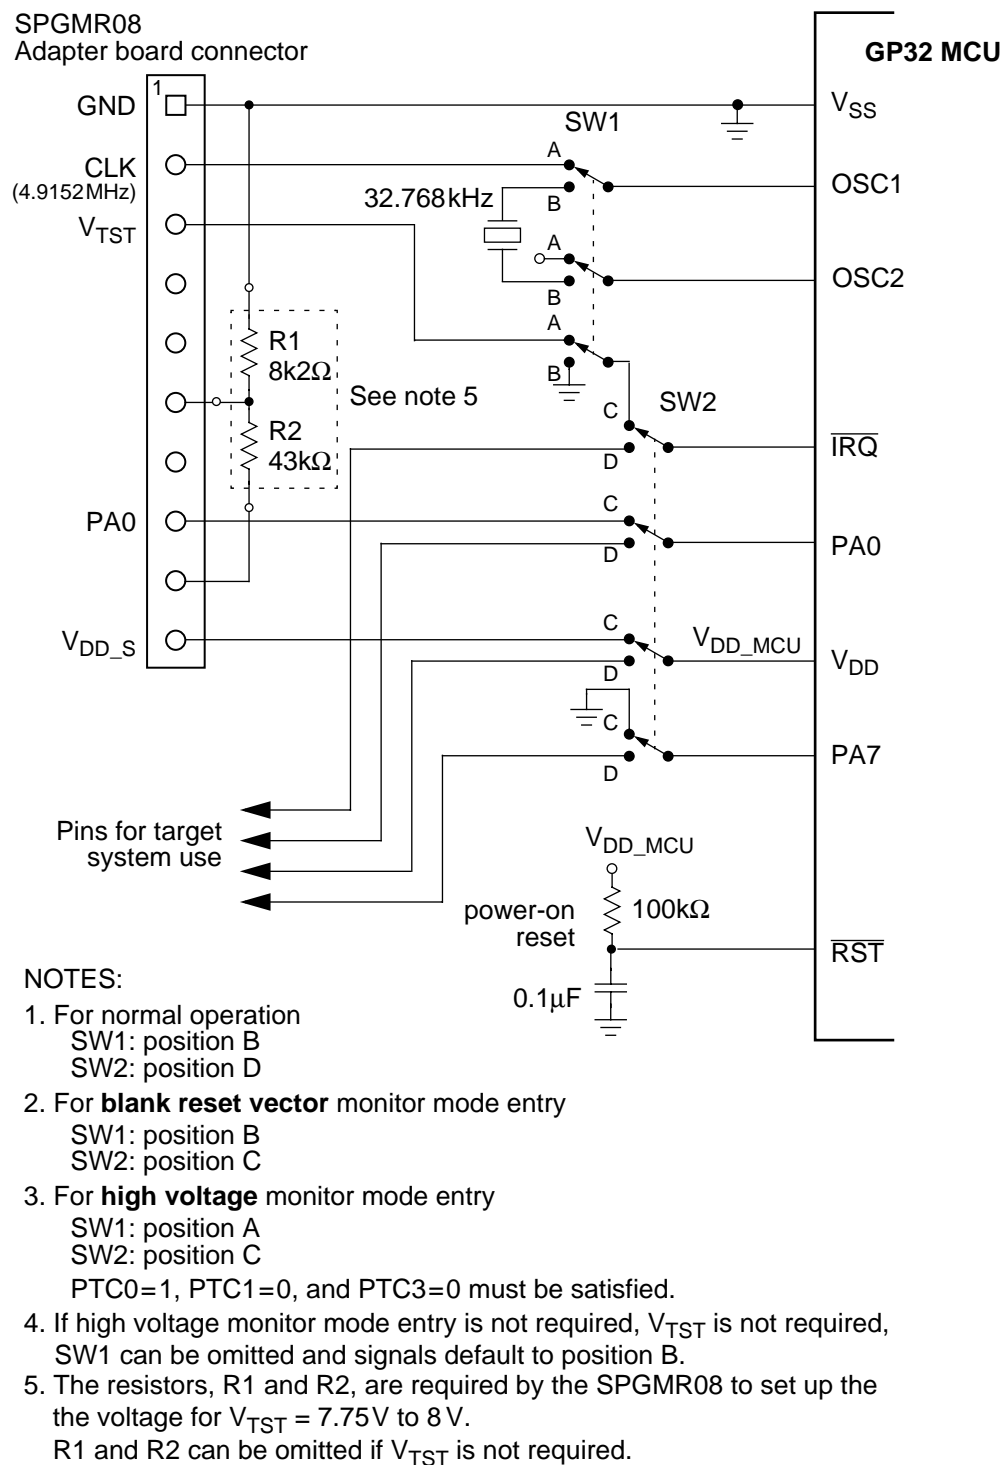 SPGMR08
Adapter board connector
GP32 MCU
1
GND
VSS
SW1
CLK
(4.9152MHz)
A
OSC1
32.768kHz
B
VTST
A
OSC2
B
A
R1
8k2Ω
B
See note 5
SW2
C
R2
43kΩ
D
IRQ
C
PA0
D
PA0
C
VDD_MCU
VDD_S
VDD
D
C
PA7
D
Pins for target
system use
VDD_MCU
power-on
reset
100kΩ
RST
0.1µF
NOTES:
1. For normal operation
SW1: position B
SW2: position D
2. For blank reset vector monitor mode entry
SW1: position B
SW2: position C
3. For high voltage monitor mode entry
SW1: position A
SW2: position C
PTC0=1, PTC1=0, and PTC3=0 must be satisfied.
4. If high voltage monitor mode entry is not required, VTST is not required,
SW1 can be omitted and signals default to position B.
5. The resistors, R1 and R2, are required by the SPGMR08 to set up the
the voltage for VTST = 7.75V to 8V.
R1 and R2 can be omitted if VTST is not required.